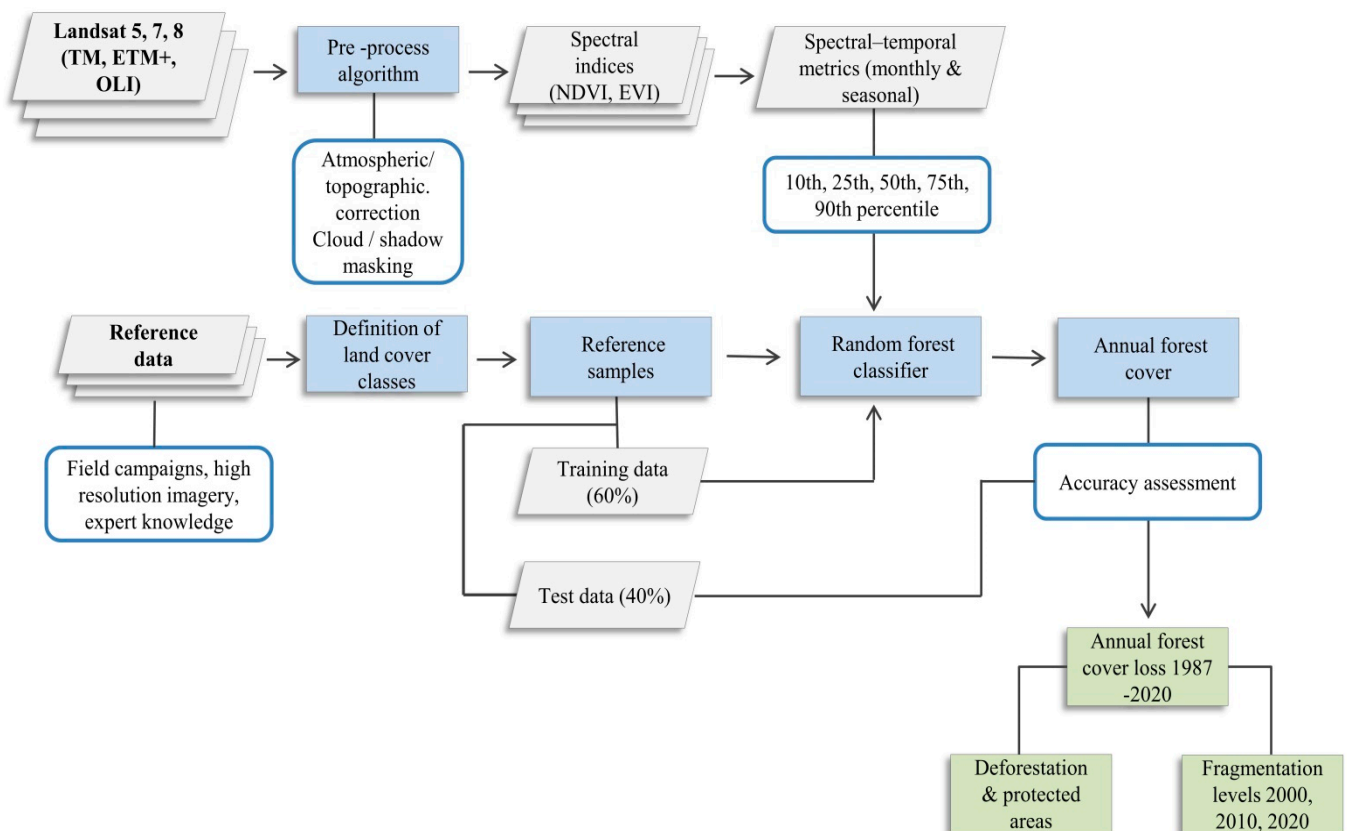 Landsat 5, 7, 8
(TM, ETM+,
OLI)
Pre -process
algorithm
Spectral
indices
(NDVI, EVI)
Spectral–temporal
metrics (monthly &
seasonal)
Atmospheric/
topographic.
correction
Cloud / shadow
masking
10th, 25th, 50th, 75th,
90th percentile
Reference
data
Definition of
land cover
classes
Reference
samples
Random forest
classifier
Annual forest
cover
Field campaigns, high
resolution imagery,
expert knowledge
Training data
(60%)
Accuracy assessment
Test data (40%)
Annual forest
cover loss 1987
-2020
Deforestation
& protected
areas
Fragmentation
levels 2000,
2010, 2020